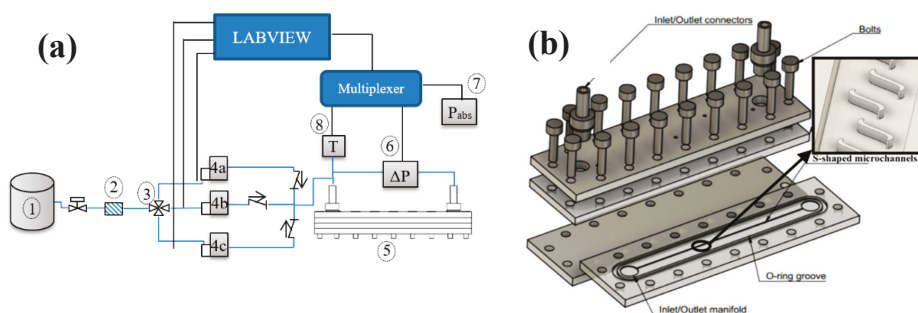 (a)
LABVIEW
Multiplexer
7
Pabs
8
T
6
ΔP
1
2
3
4a
4b
4c
5
(b)
Inlet/Outlet connectors
Bolts
S-shaped microchannels
O-ring groove
Inlet/Outlet manifold